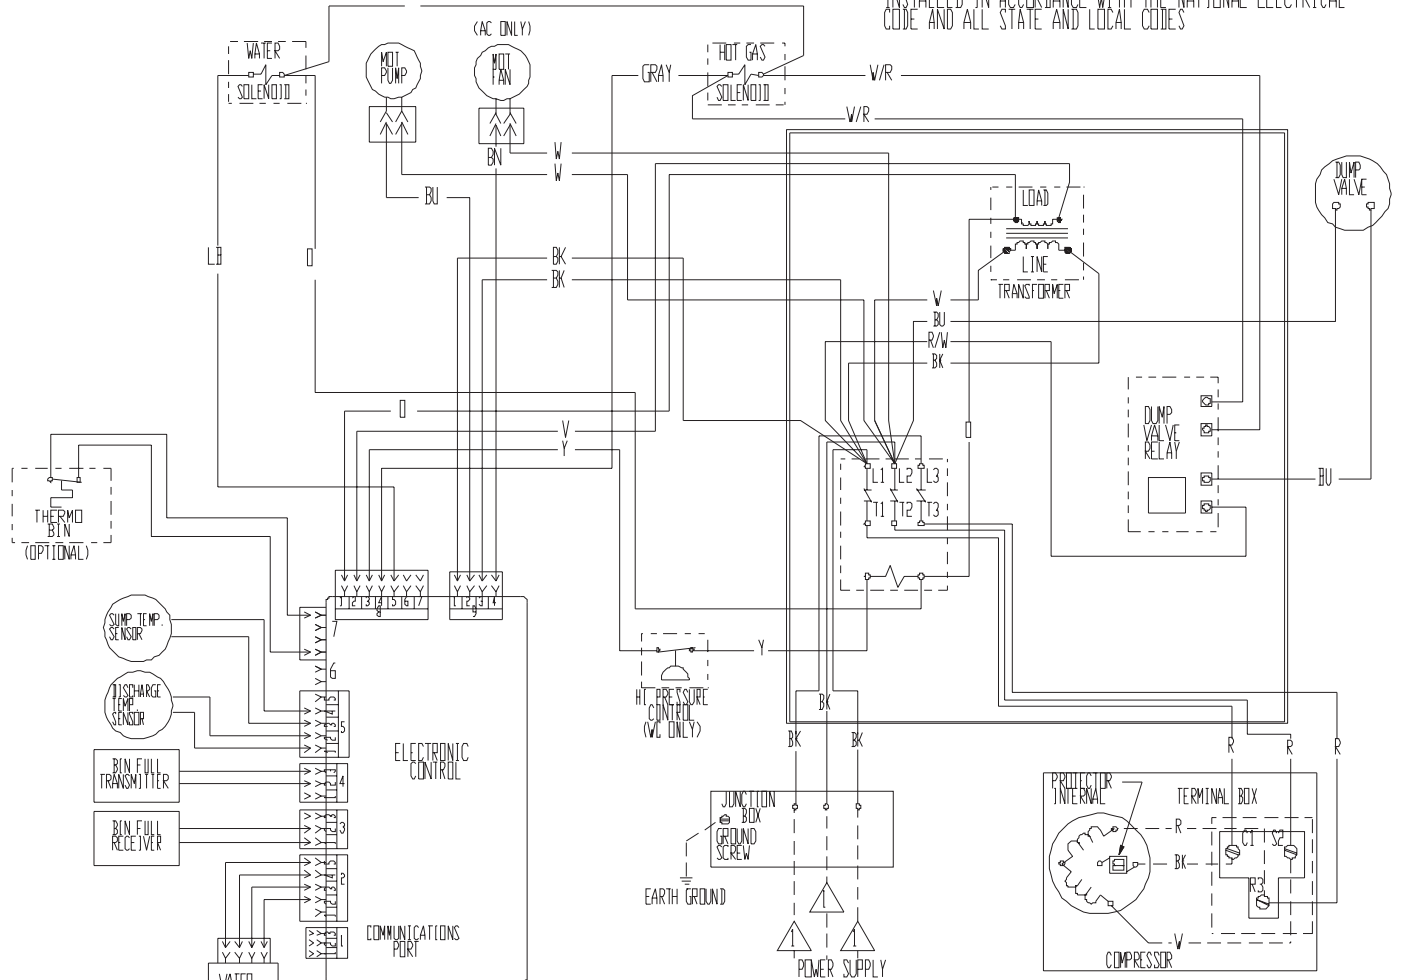 INSTALLED IN ACCORDANCE WITH THE NATIONAL ELECTRICAL
CODE AND ALL STATE AND LOCAL CODES
WATER
SOLENOID
MOT
PUMP
(AC ONLY)
MOT
FAN
HOT GAS
SOLENOID
GRAY
W/R
W/R
BN
W
W
BU
DUMP
VALVE
LOAD
LINE
TRANSFORMER
O
BK
BK
W
BU
R/W
BK
O
V
Y
O
DUMP
VALVE
RELAY
BU
L1
L2
L3
T1
T2
T3
THERMO
BIN
(OPTIONAL)
1
2
3
4
5
6
7
8
1
2
3
4
9
7
6
SUMP TEMP.
SENSOR
DISCHARGE
TEMP.
SENSOR
5
4
3
2
1
5
BIN FULL
TRANSMITTER
3
2
1
4
BIN FULL
RECEIVER
3
2
1
3
5
4
3
2
1
2
3
2
1
1
ELECTRONIC
CONTROL
COMMUNICATIONS
PORT
WATER
Y
HI PRESSURE
CONTROL
(WC ONLY)
BK
BK
BK
JUNCTION
BOX
GROUND
SCREW
EARTH GROUND
1
1
1
POWER SUPPLY
R
R
R
PROTECTOR
INTERNAL
TERMINAL BOX
R
BK
W
C1
S2
R3
COMPRESSOR